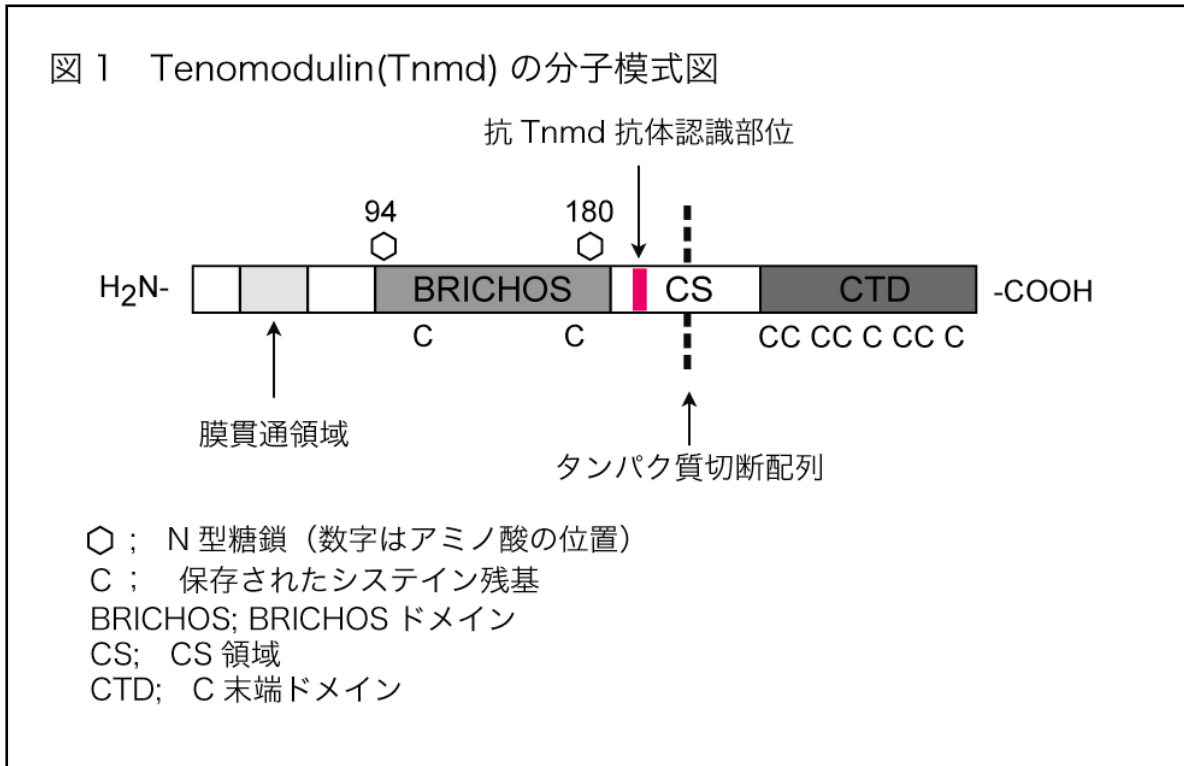 図1　Tenomodulin(Tnmd) の分子模式図
抗 Tnmd 抗体認識部位
94
180
H2N-
BRICHOS
CS
CTD
-COOH
C
C
CC CC C CC C
膜貫通領域
タンパク質切断配列
;　N 型糖鎖（数字はアミノ酸の位置）
C ;　保存されたシステイン残基
BRICHOS; BRICHOS ドメイン
CS;　CS 領域
CTD;　C 末端ドメイン